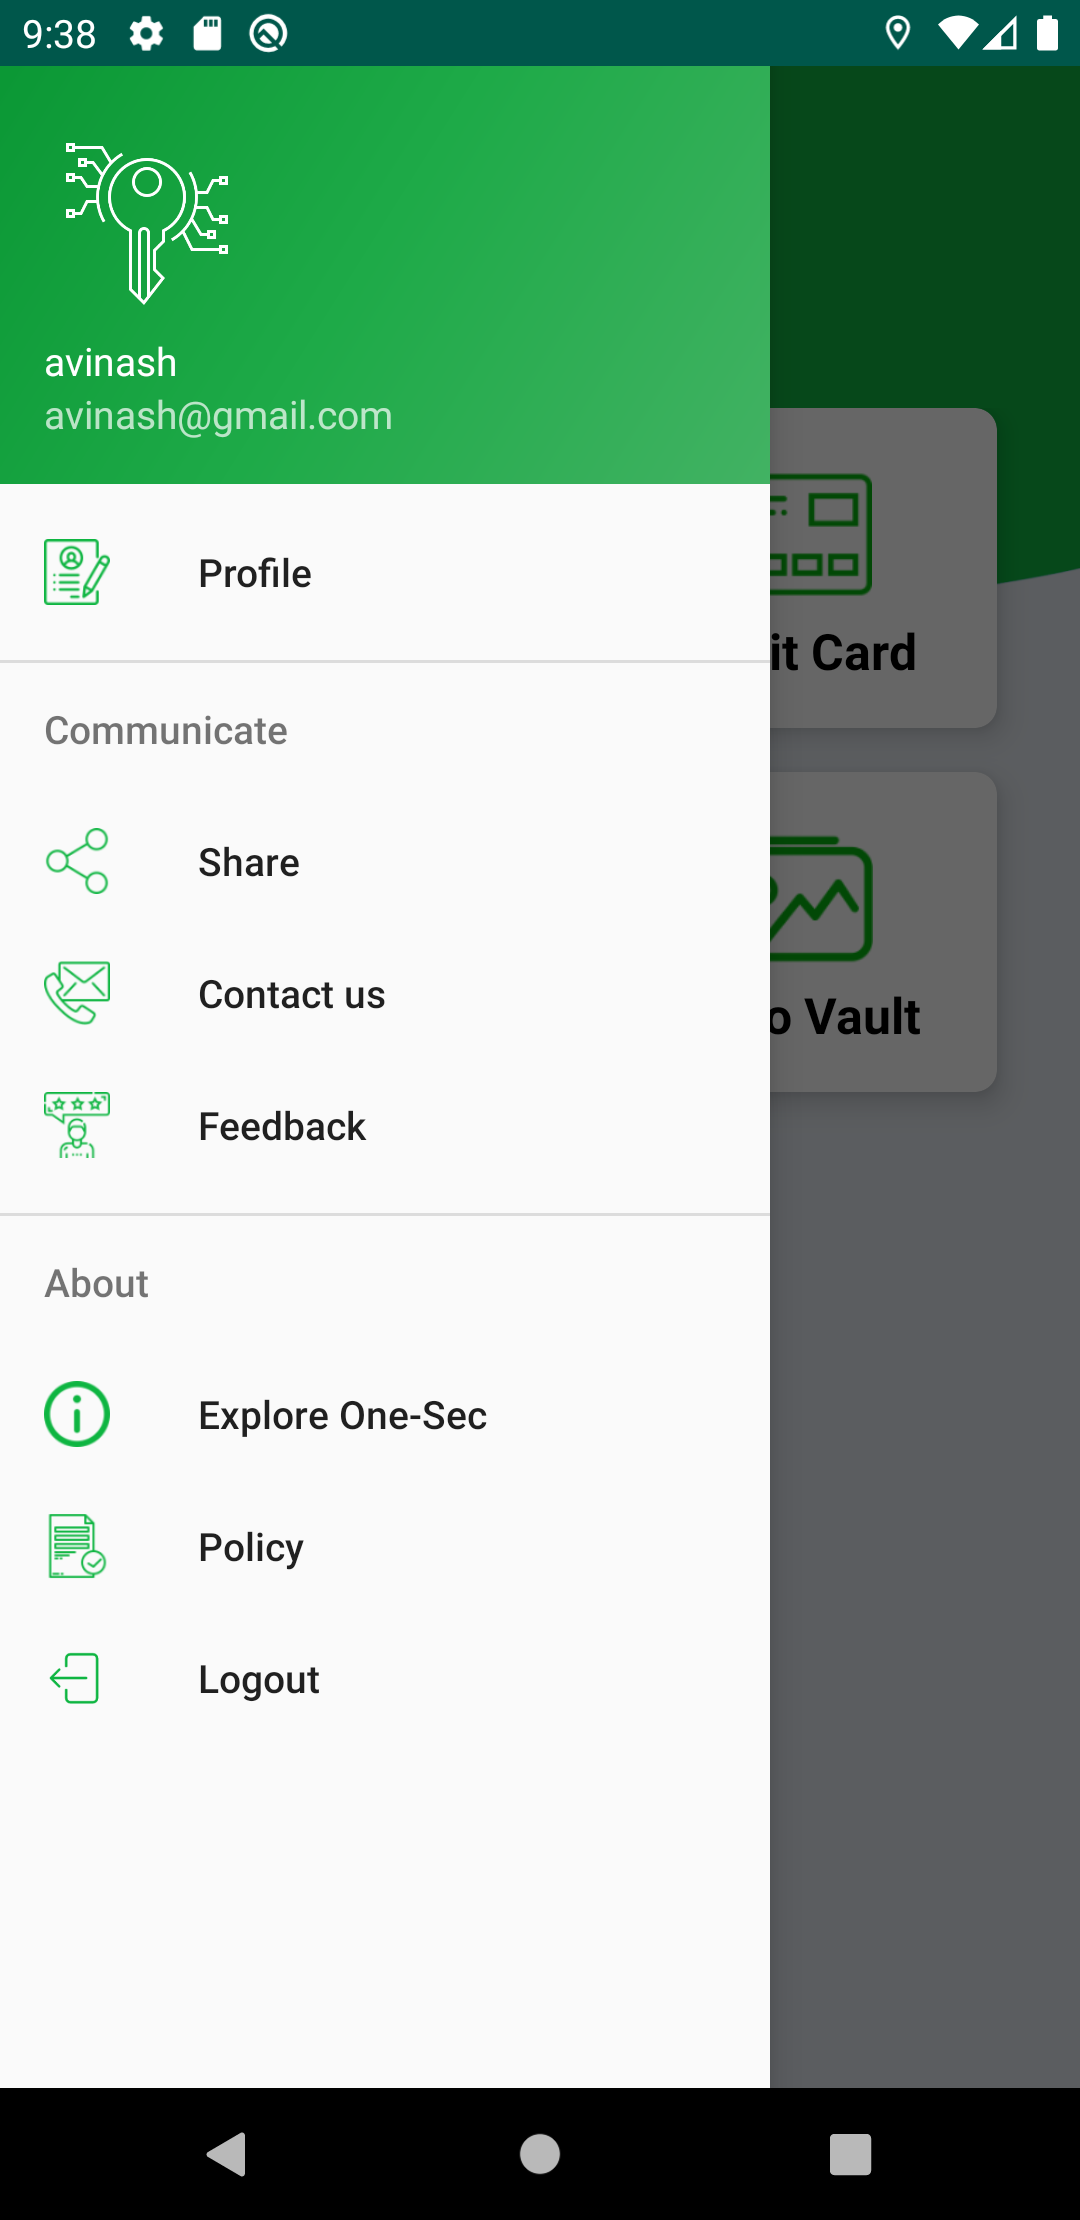 9:38
avinash
avinash@gmail.com
Profile
it Card
Communicate
Share
Contact us
o Vault
Feedback
About
Explore One-Sec
Policy
Logout